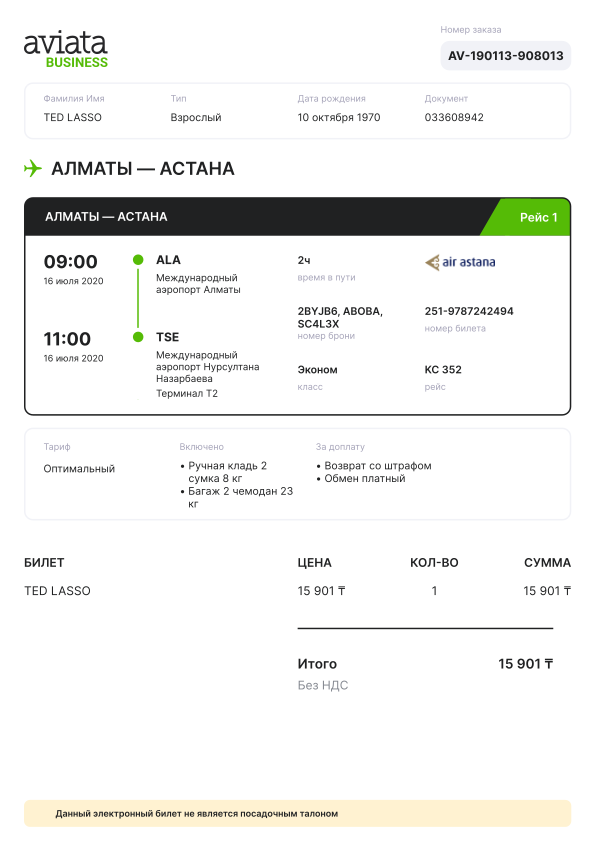 aviata
BUSINESS
Номер заказа
AV-190113-908013
Фамилия Имя
Тип
Дата рождения
Документ
TED LASSO
Взрослый
10 октября 1970
033608942
АЛМАТЫ — АСТАНА
АЛМАТЫ — АСТАНА
Рейс 1
09:00
16 июля 2020
ALA
Международный
аэропорт Алматы
2ч
время в пути
air astana
11:00
16 июля 2020
TSE
Международный
аэропорт Нурсултана
Назарбаева
Терминал T2
2BYJB6, ABOBA,
SC4L3X
номер брони
251-9787242494
номер билета
Эконом
класс
KC 352
рейс
Тариф
Оптимальный
Включено
• Ручная кладь 2
сумка 8 кг
• Багаж 2 чемодан 23
кг
За доплату
• Возврат со штрафом
• Обмен платный
БИЛЕТ
ЦЕНА
КОЛ-ВО
СУММА
TED LASSO
15 901 ₸
1
15 901 ₸
Итого
15 901 ₸
Без НДС
Данный электронный билет не является посадочным талоном